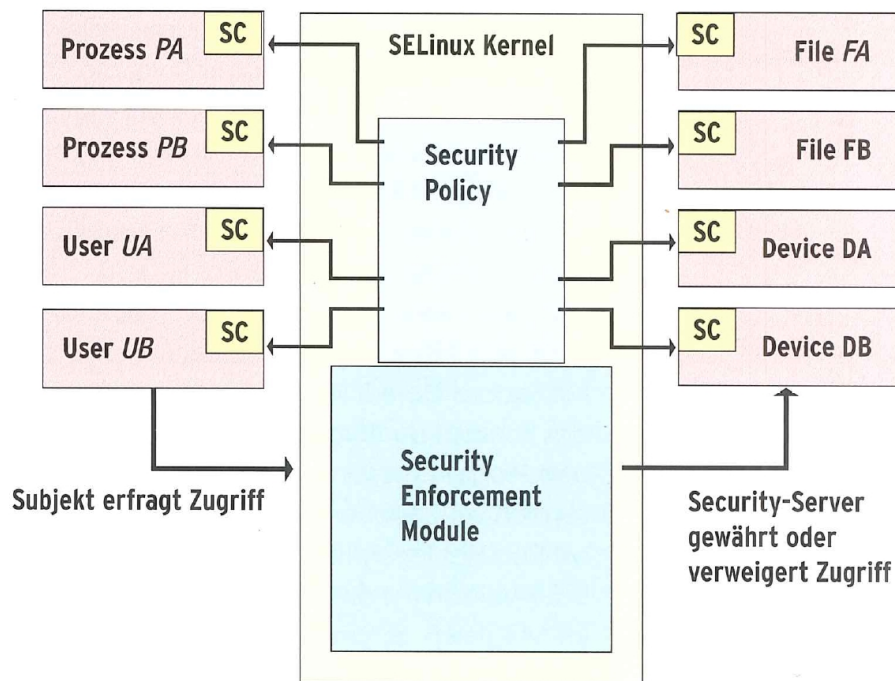 SC
Prozess PA
SC
Prozess PB
SC
User UA
SC
User UB
SELinux Kernel
Security
Policy
Security
Enforcement
Module
SC
File FA
SC
File FB
SC
Device DA
SC
Device DB
Subjekt erfragt Zugriff
Security-Server
gewährt oder
verweigert Zugriff